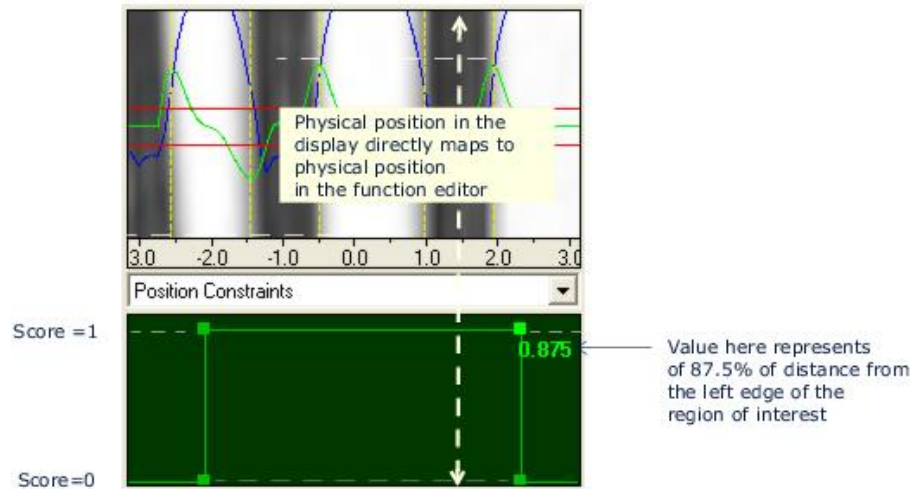 Physical position in the
display directly maps to
physical position
in the function editor
3.0 -2.0 -1.0 0.0 1.0 2.0 3.0
Position Constraints
Score =1
0.875
Value here represents
of 87.5% of distance from
the left edge of the
region of interest
Score=0